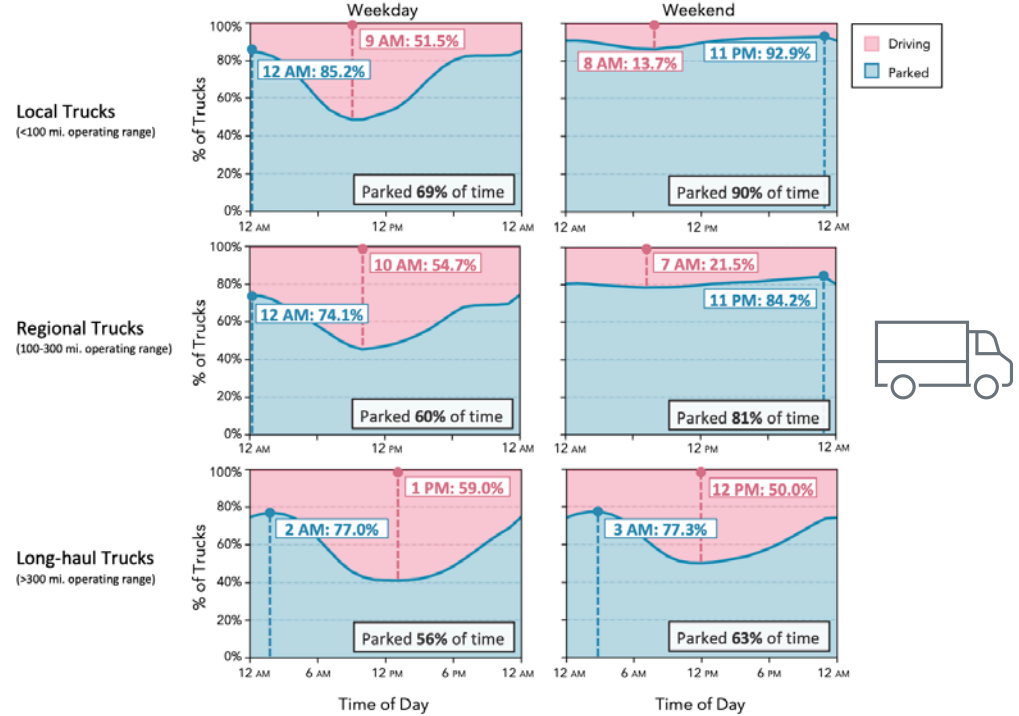 Weekday
Weekend
Driving
Parked
Local Trucks
(<100 mi. operating range)
% of Trucks
100%
80%
60%
40%
20%
0%
9 AM: 51.5%
12 AM: 85.2%
Parked 69% of time
12 AM
12 PM
12 AM
8 AM: 13.7%
11 PM: 92.9%
Parked 90% of time
12 AM
12 PM
12 AM
Regional Trucks
(100-300 mi. operating range)
% of Trucks
100%
80%
60%
40%
20%
0%
10 AM: 54.7%
12 AM: 74.1%
Parked 60% of time
12 AM
12 PM
12 AM
7 AM: 21.5%
11 PM: 84.2%
Parked 81% of time
12 AM
12 PM
12 AM
Long-haul Trucks
(>300 mi. operating range)
% of Trucks
100%
80%
60%
40%
20%
0%
1 PM: 59.0%
2 AM: 77.0%
Parked 56% of time
12 AM
6 AM
12 PM
6 PM
12 AM
Time of Day
12 PM: 50.0%
3 AM: 77.3%
Parked 63% of time
12 AM
6 AM
12 PM
6 PM
12 AM
Time of Day